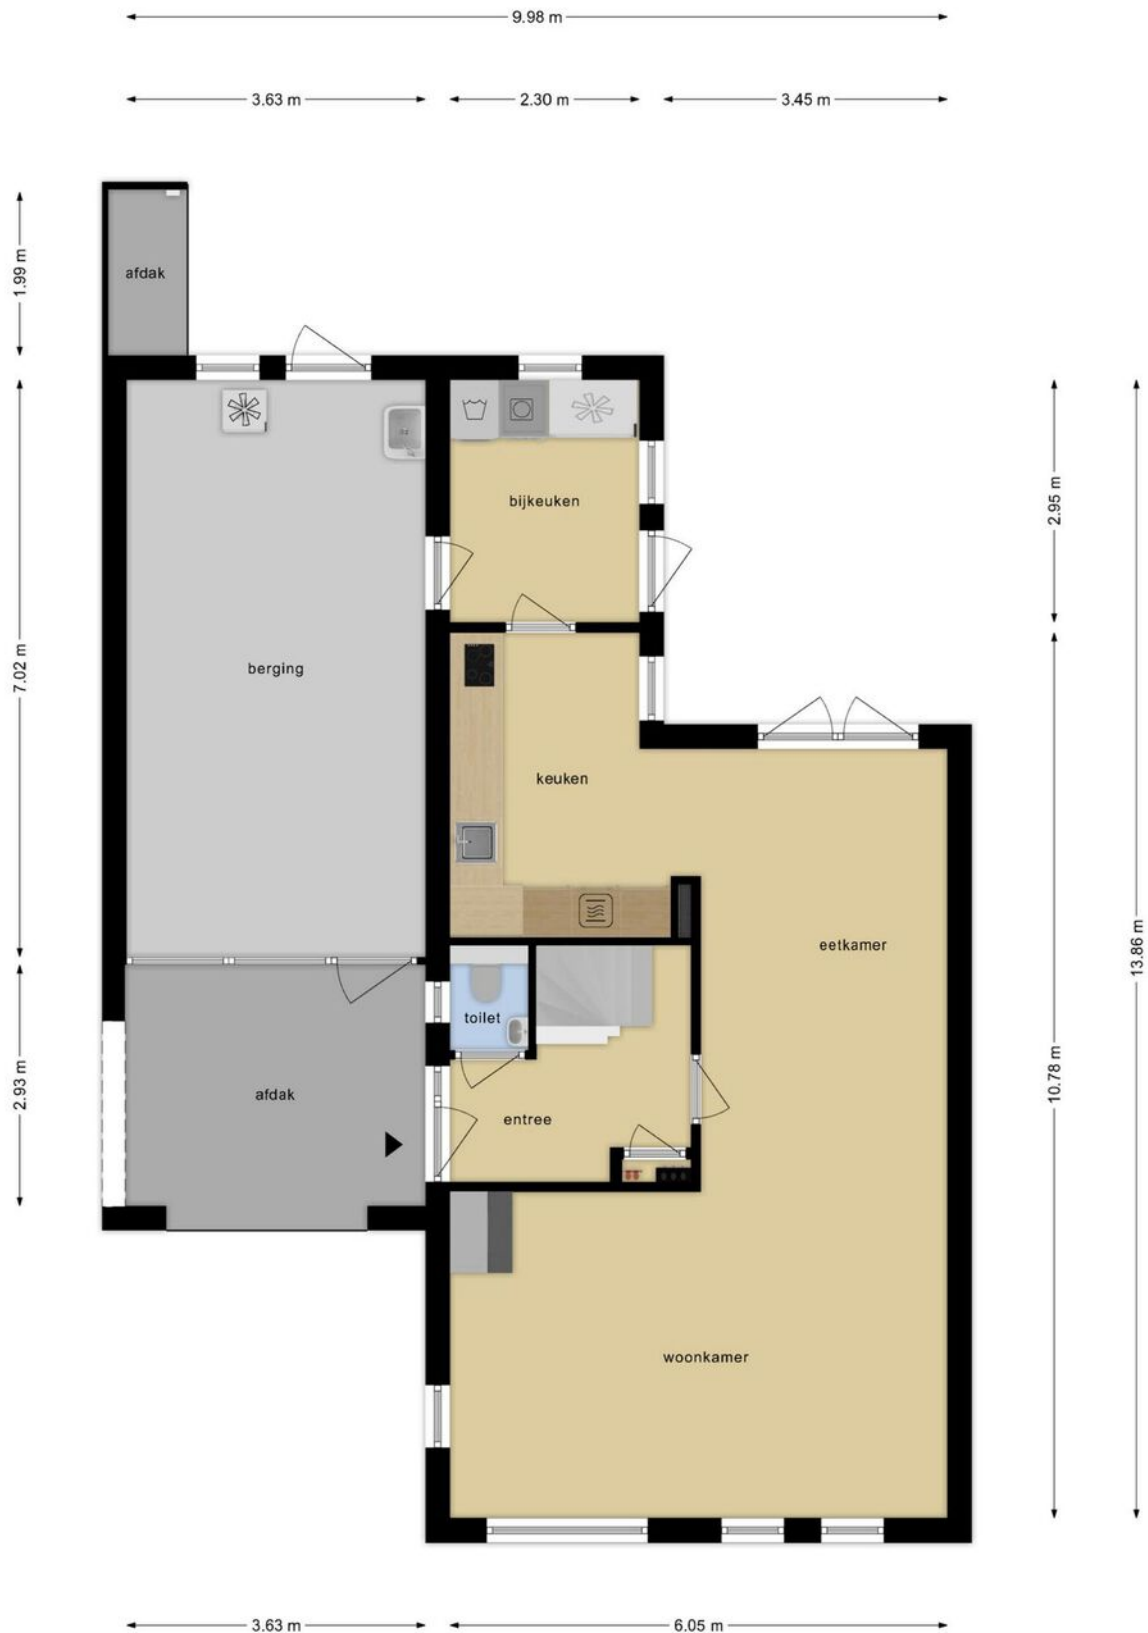 9.98 m
3.63 m
2.30 m
3.45 m
1.99 m
afdak
2.95 m
bijkeuken
7.02 m
berging
keuken
eetkamer
13.86 m
toilet
2.93 m
afdak
entree
10.78 m
woonkamer
3.63 m
6.05 m